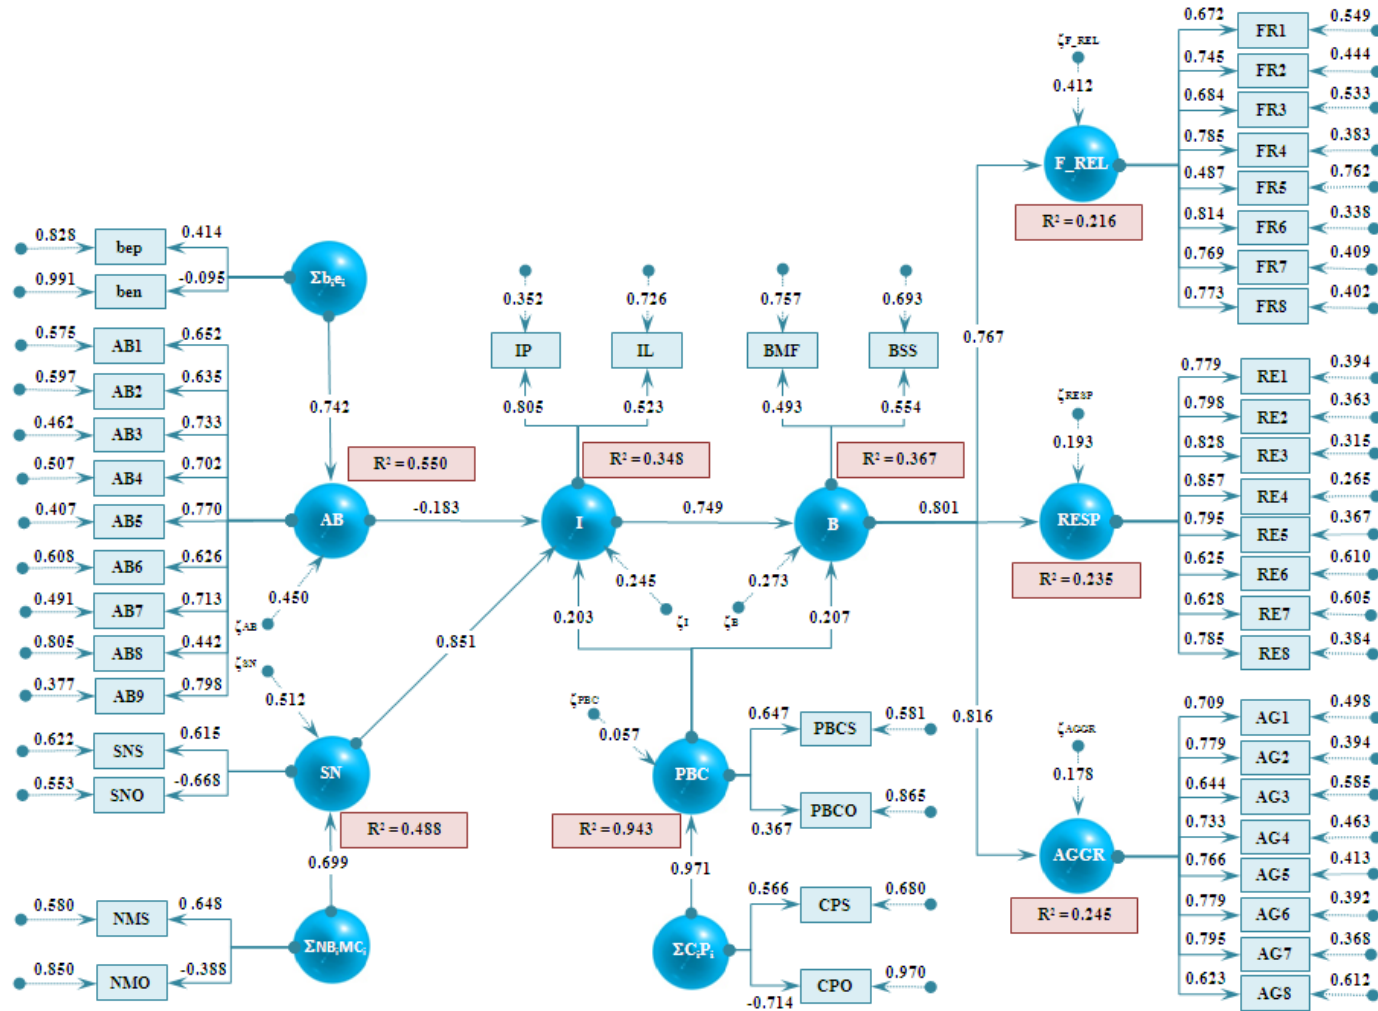 ζF_REL
0.412
F_REL
R² = 0.216
0.672 FR1 0.549
0.745 FR2 0.444
0.684 FR3 0.533
0.785 FR4 0.383
0.487 FR5 0.762
0.814 FR6 0.338
0.769 FR7 0.409
0.773 FR8 0.402
0.828 bep 0.414
0.991 ben -0.095
Σbᵢeᵢ
0.742
0.575 AB1 0.652
0.597 AB2 0.635
0.462 AB3 0.733
0.507 AB4 0.702
0.407 AB5 0.770
0.608 AB6 0.626
0.491 AB7 0.713
0.805 AB8 0.442
0.377 AB9 0.798
R² = 0.550
AB
-0.183
ζAB
0.450
0.352 0.726 0.757 0.693
IP IL BMF BSS
0.805 0.523 0.493 0.554
R² = 0.348
R² = 0.367
I
0.749
B
0.801
0.767
0.245
ζI
0.273
ζB
0.203
0.207
0.851
0.816
ζRESP
0.193
RESP
R² = 0.235
0.779 RE1 0.394
0.798 RE2 0.363
0.828 RE3 0.315
0.857 RE4 0.265
0.795 RE5 0.367
0.625 RE6 0.610
0.628 RE7 0.605
0.785 RE8 0.384
ζSN
0.512
0.622 SNS 0.615
0.553 SNO -0.668
SN
R² = 0.488
0.699
0.580 NMS 0.648
0.850 NMO -0.388
ΣNBᵢMCᵢ
ζPBC
0.057
PBC
0.647 PBCS 0.581
0.367 PBCO 0.865
R² = 0.943
0.971
ΣCᵢPᵢ
0.566 CPS 0.680
-0.714 CPO 0.970
ζAGGR
0.178
AGGR
R² = 0.245
0.709 AG1 0.498
0.779 AG2 0.394
0.644 AG3 0.585
0.733 AG4 0.463
0.766 AG5 0.413
0.779 AG6 0.392
0.795 AG7 0.368
0.623 AG8 0.612